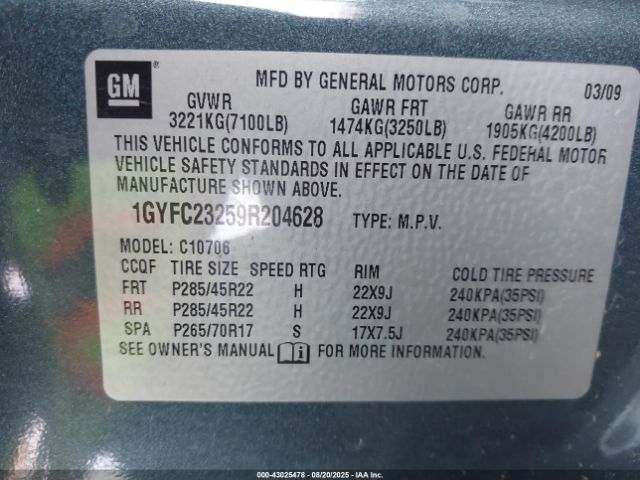 GM ®
MFD BY GENERAL MOTORS CORP. 03/09
GVWR GAWR FRT GAWR RR
3221KG(7100LB) 1474KG(3250LB) 1905KG(4200LB)
THIS VEHICLE CONFORMS TO ALL APPLICABLE U.S. FEDERAL MOTOR
VEHICLE SAFETY STANDARDS IN EFFECT ON THE DATE OF
MANUFACTURE SHOWN ABOVE.
1GYFC23259R204628 TYPE: M.P.V.
MODEL: C10706
CCQF TIRE SIZE SPEED RTG RIM COLD TIRE PRESSURE
FRT P285/45R22 H 22X9J 240KPA(35PSI)
RR P285/45R22 H 22X9J 240KPA(35PSI)
SPA P265/70R17 S 17X7.5J 240KPA(35PSI)
SEE OWNER'S MANUAL i FOR MORE INFORMATION.
000-43025478 - 08/20/2025 - IAAI.COM